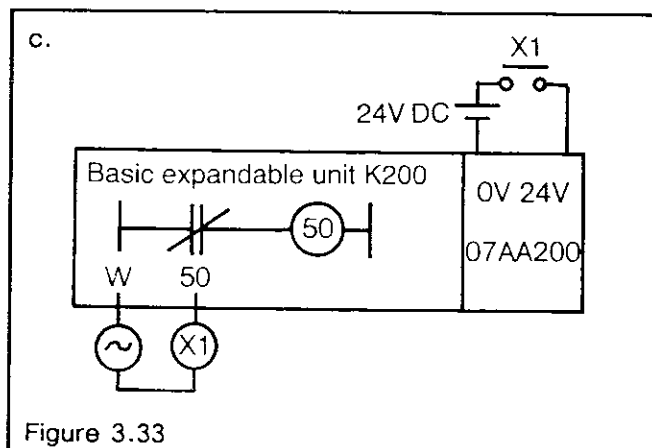 c.
X1
24V DC
Basic expandable unit K200
0V 24V
50
07AA200
W 50
X1
Figure 3.33